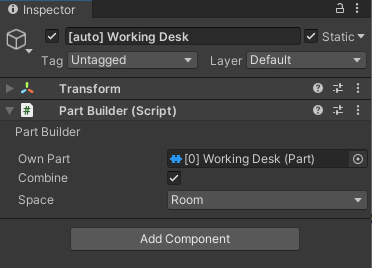 Inspector
[auto] Working Desk
Static
Tag Untagged Layer Default
Transform
# Part Builder (Script)
Part Builder
Own Part [0] Working Desk (Part)
Combine
Space Room
Add Component